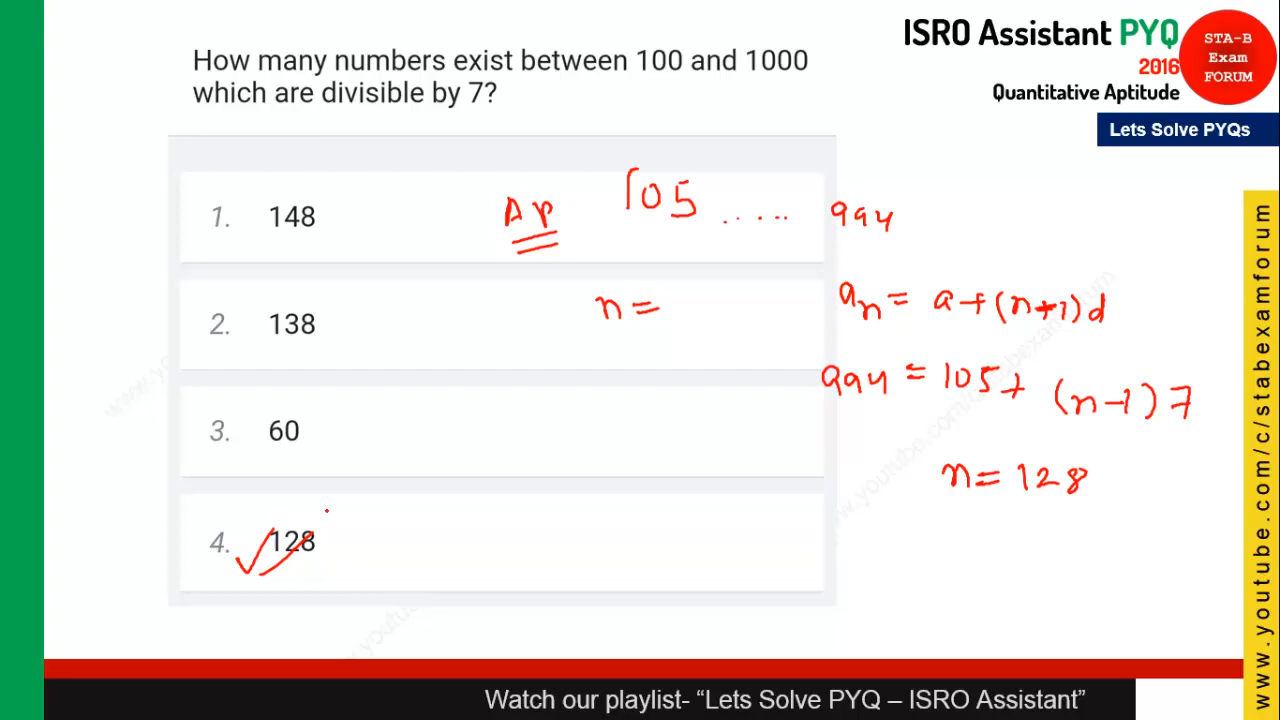 ISRO Assistant PYQ
2016
Quantitative Aptitude
STA-B
Exam
FORUM
Lets Solve PYQs
How many numbers exist between 100 and 1000
which are divisible by 7?
1. 148
AP 105 ..... 994
2. 138
n =
an = a + (n+1)d
994 = 105 + (n-1) 7
3. 60
n = 128
4. 128
www.youtube.com/c/stabexamforum
Watch our playlist- “Lets Solve PYQ – ISRO Assistant”